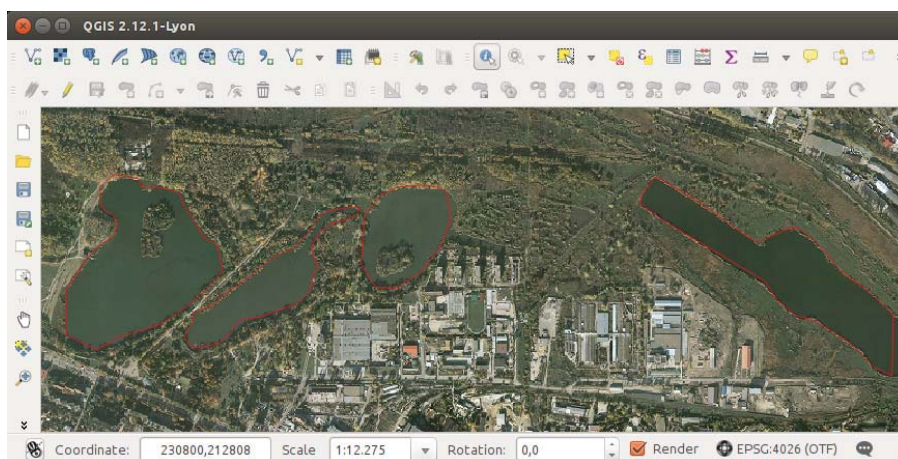 QGIS 2.12.1-Lyon
Coordinate: 230800,212808 Scale 1:12.275 Rotation: 0,0 Render EPSG:4026 (OTF)